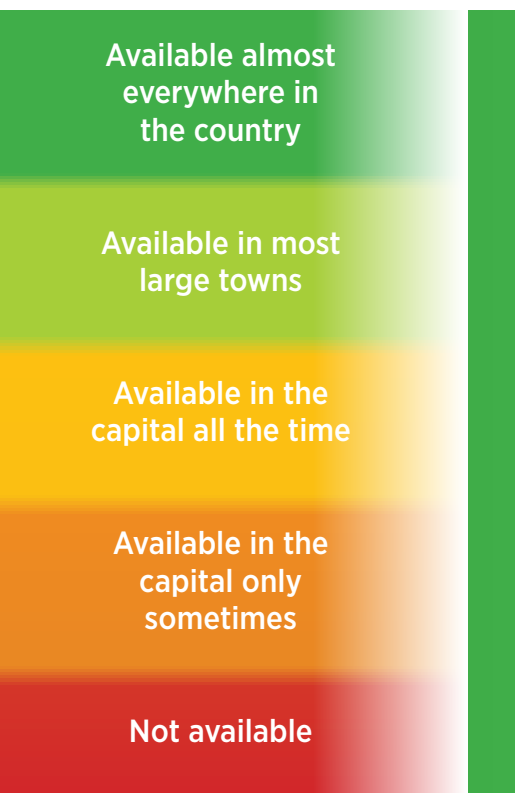 Available almost
everywhere in
the country
Available in most
large towns
Available in the
capital all the time
Available in the
capital only
sometimes
Not available